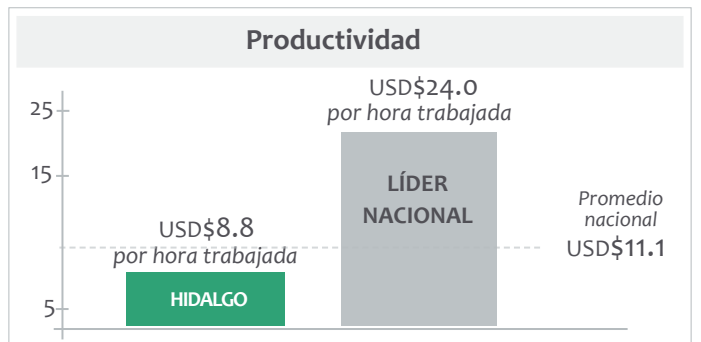 Productividad
25
15
5
USD$8.8
por hora trabajada
HIDALGO
USD$24.0
por hora trabajada
LÍDER
NACIONAL
Promedio
nacional
USD$11.1